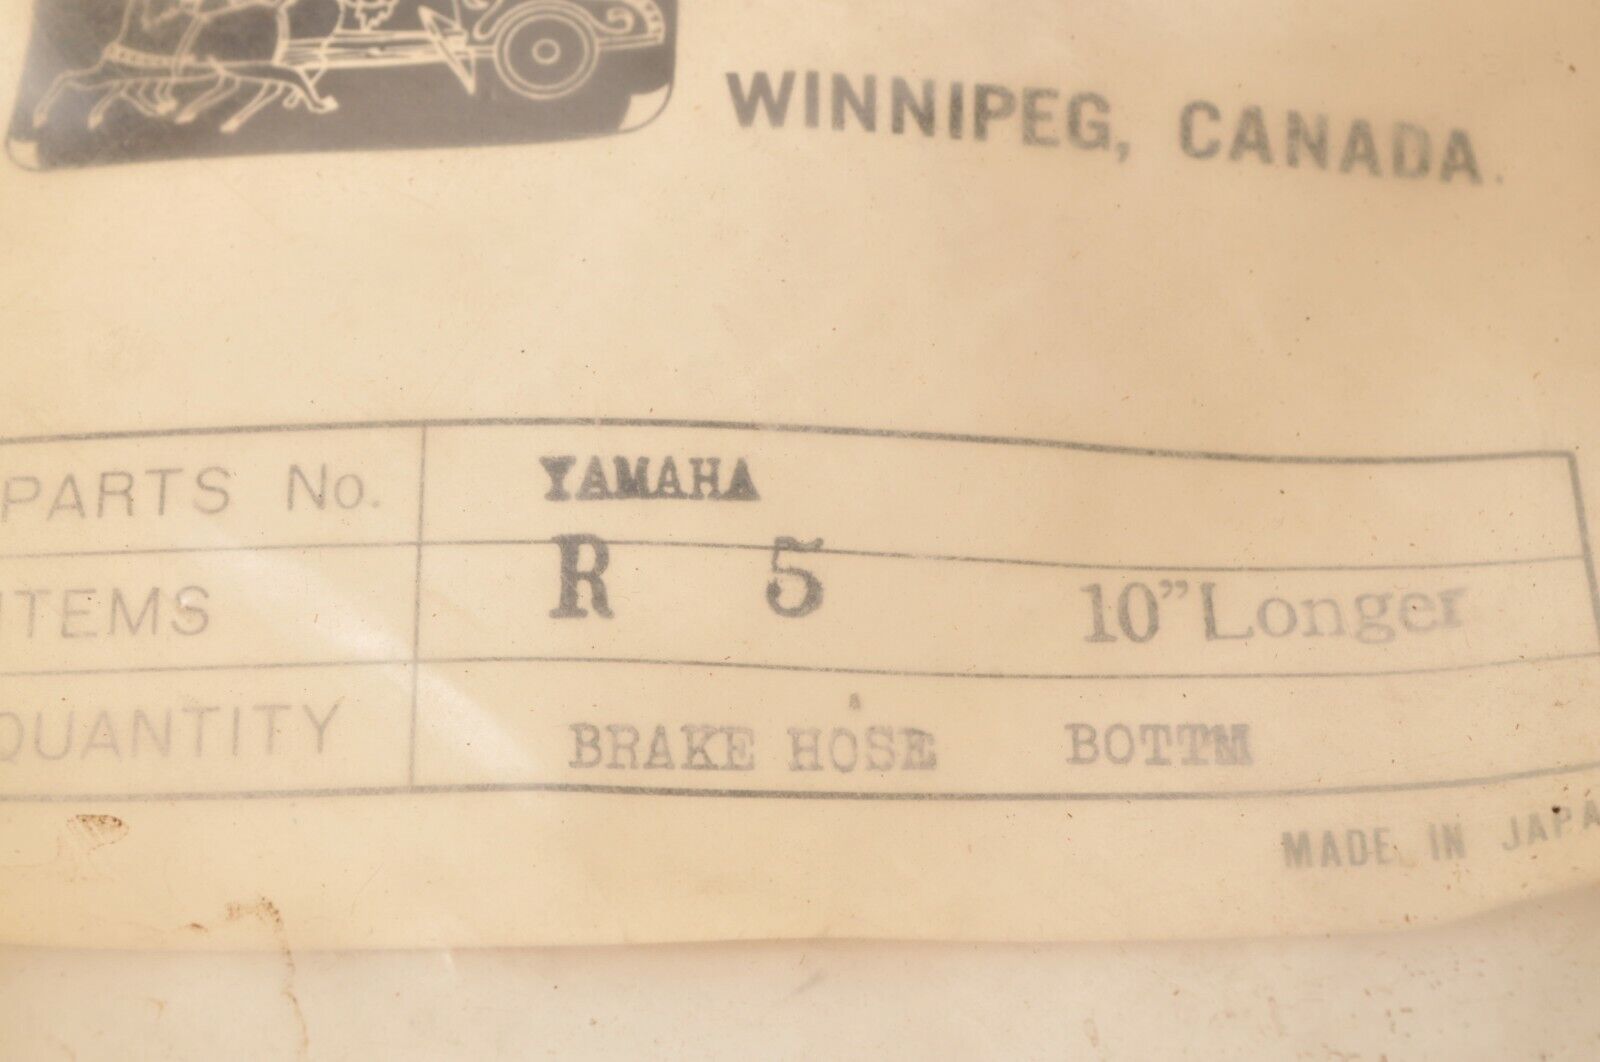 WINNIPEG, CANADA.
PARTS No. YAMAHA
ITEMS R 5 10" Longer
QUANTITY BRAKE HOSE BOTTM
MADE IN JAPA